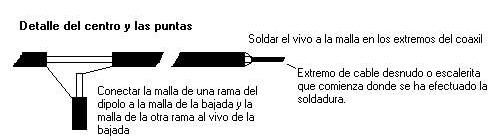 Detalle del centro y las puntas
Soldar el vivo a la malla en los extremos del coaxil
Extremo de cable desnudo o escalerita
que comienza donde se ha efectuado la
soldadura.
Conectar la malla de una rama del
dipolo a la malla de la bajada y la
malla de la otra rama al vivo de la
bajada